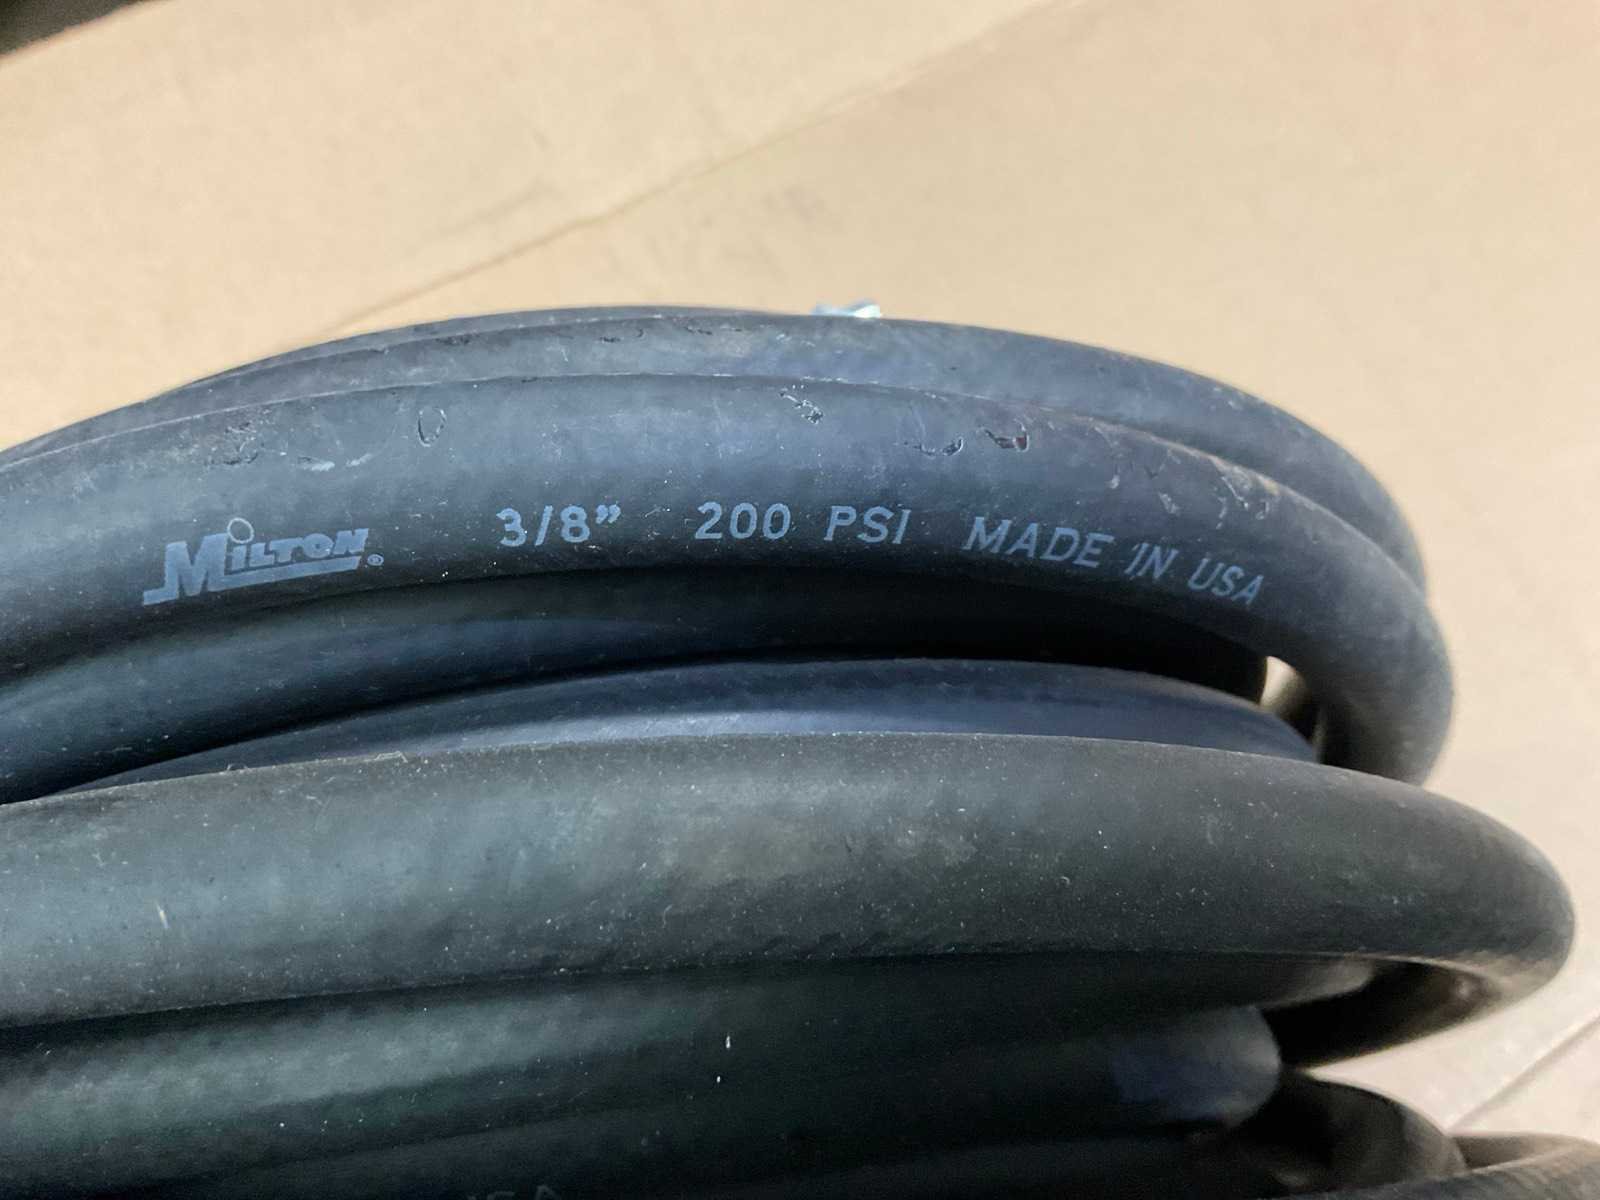 MILTON® 3/8” 200 PSI MADE IN USA